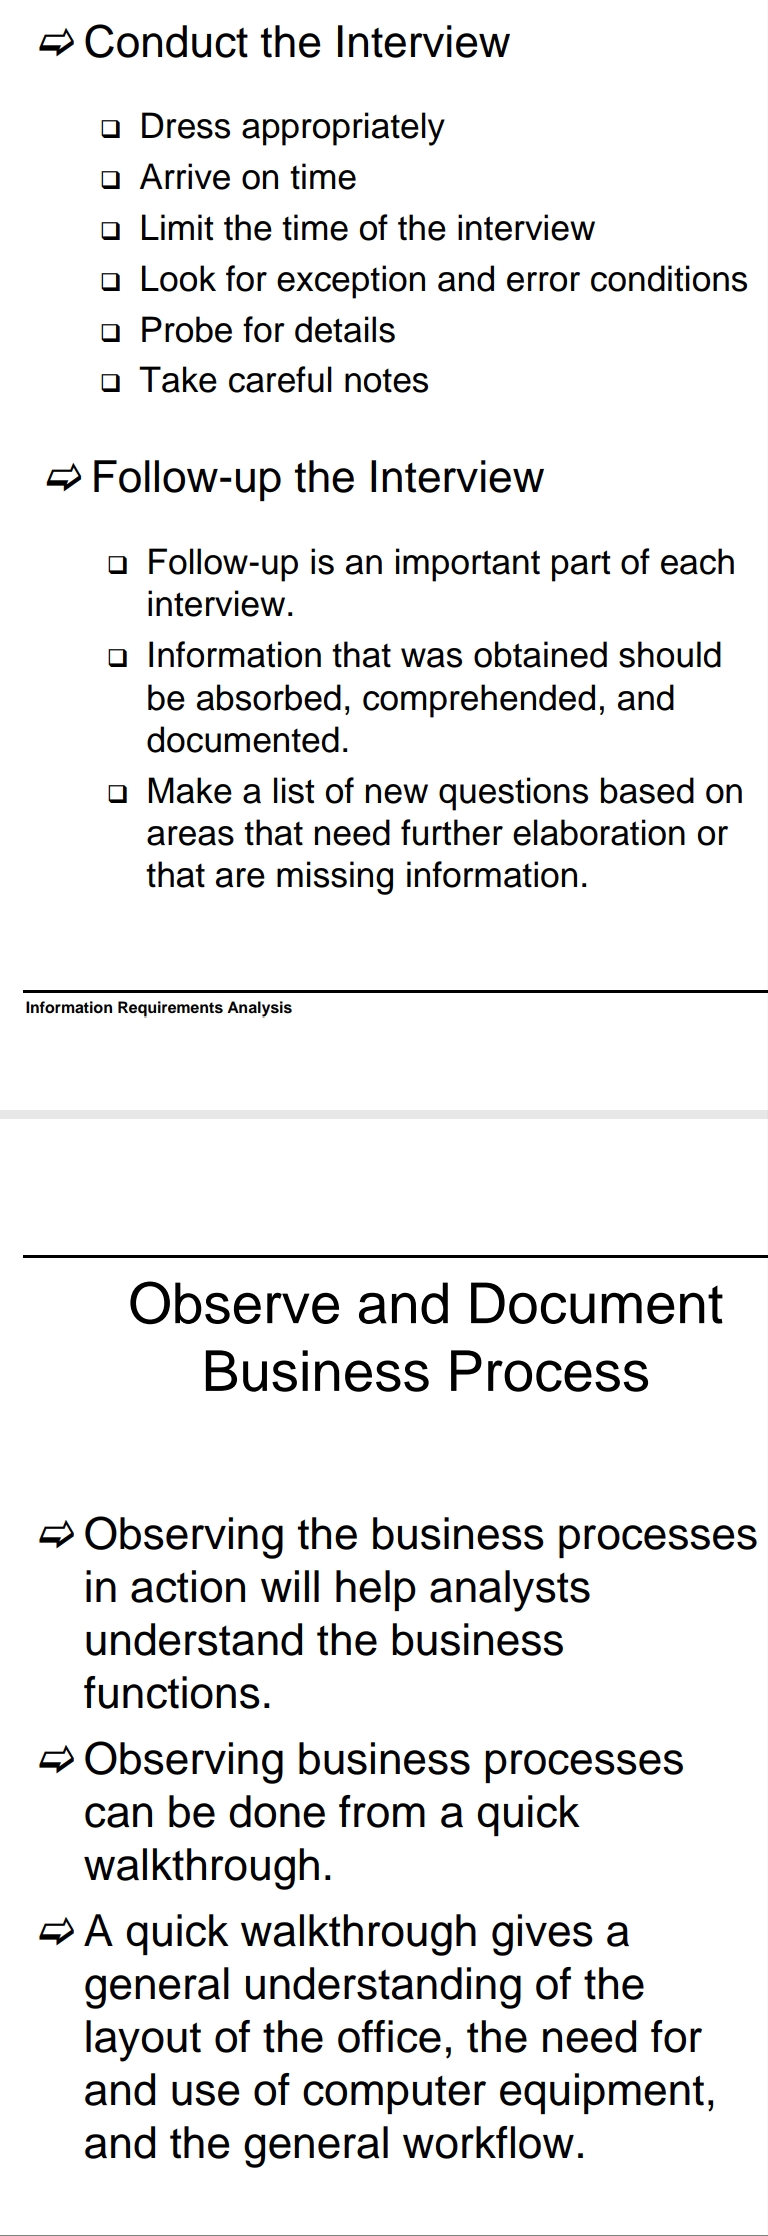 ⇨ Conduct the Interview
❑ Dress appropriately
❑ Arrive on time
❑ Limit the time of the interview
❑ Look for exception and error conditions
❑ Probe for details
❑ Take careful notes
⇨ Follow-up the Interview
❑ Follow-up is an important part of each
interview.
❑ Information that was obtained should
be absorbed, comprehended, and
documented.
❑ Make a list of new questions based on
areas that need further elaboration or
that are missing information.
Information Requirements Analysis
Observe and Document
Business Process
⇨ Observing the business processes
in action will help analysts
understand the business
functions.
⇨ Observing business processes
can be done from a quick
walkthrough.
⇨ A quick walkthrough gives a
general understanding of the
layout of the office, the need for
and use of computer equipment,
and the general workflow.